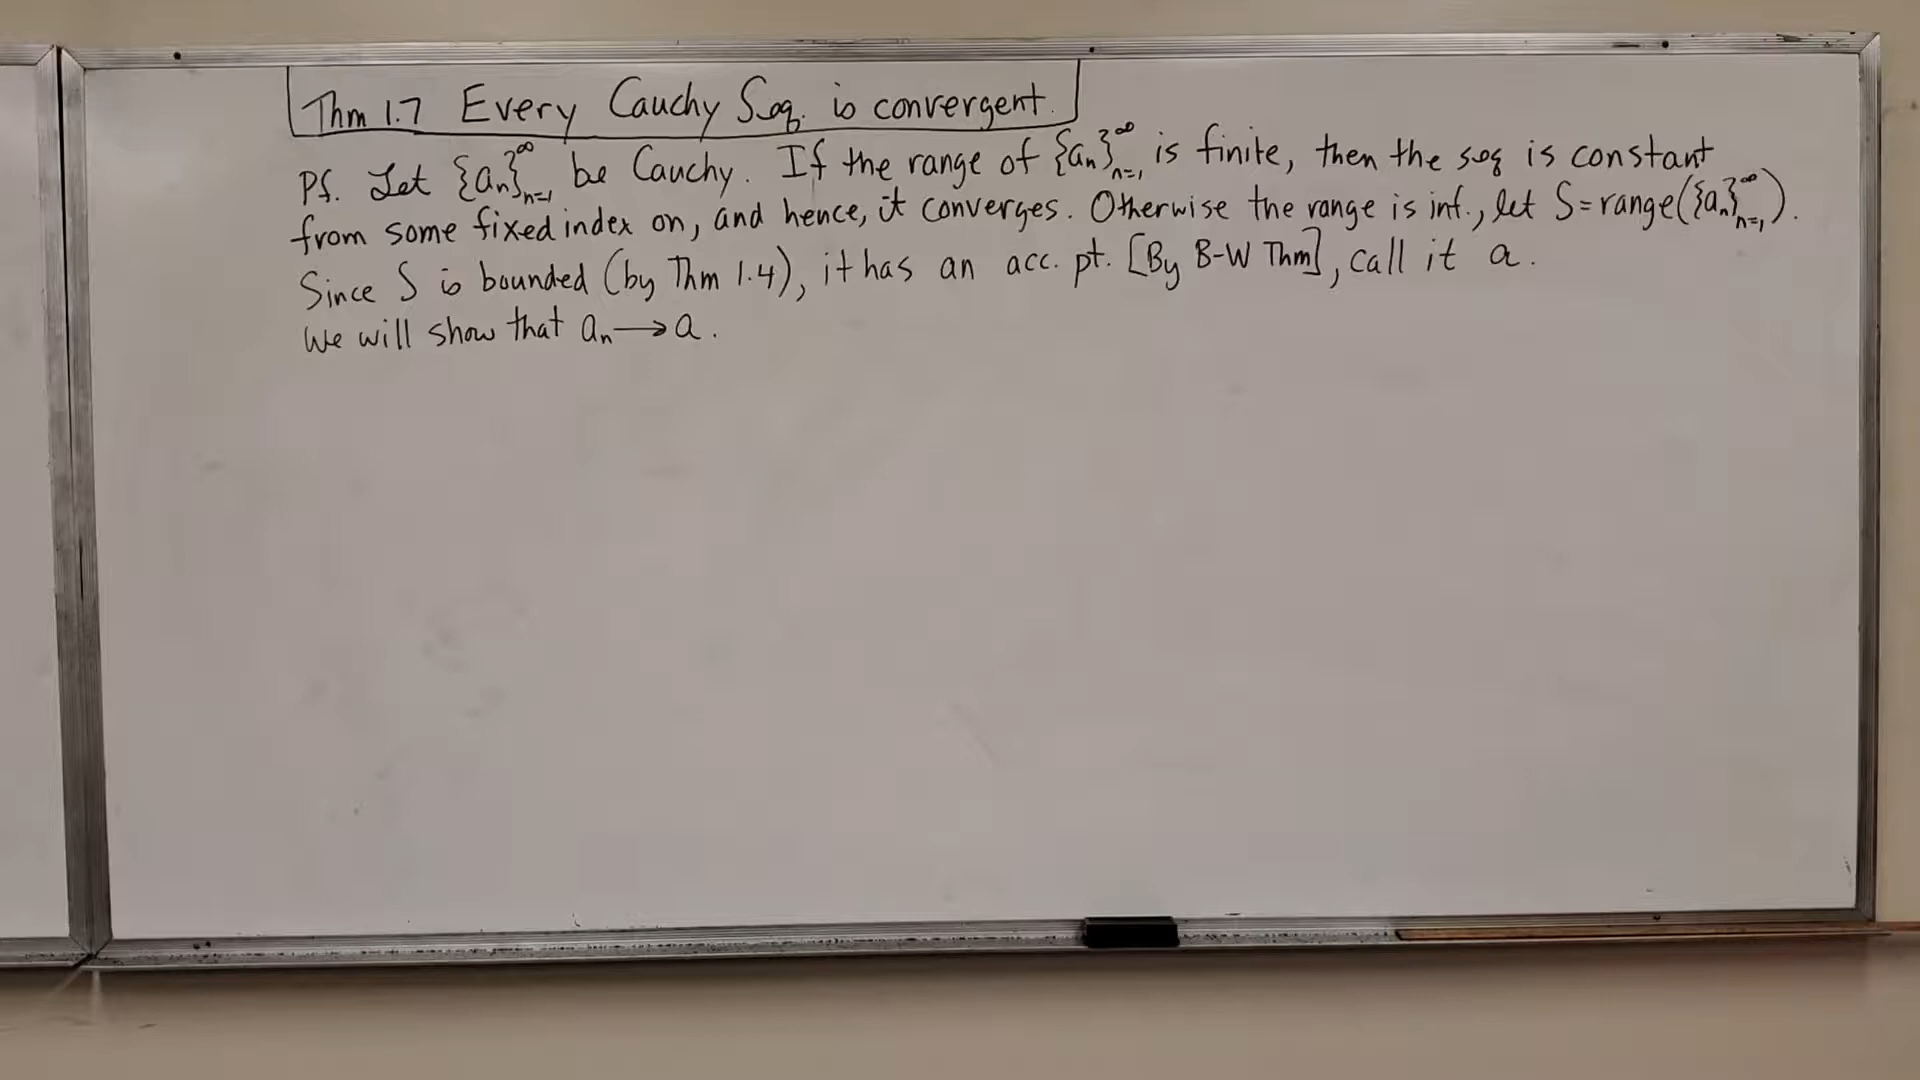 Thm 1.7 Every Cauchy Seq. is convergent.
Pf. Let {aₙ}ₙ₌₁^∞ be Cauchy. If the range of {aₙ}ₙ₌₁^∞ is finite, then the seq is constant
from some fixed index on, and hence, it converges. Otherwise the range is inf., let S = range({aₙ}ₙ₌₁^∞).
Since S is bounded (by Thm 1.4), it has an acc. pt. [By B-W Thm], call it a.
We will show that aₙ → a.